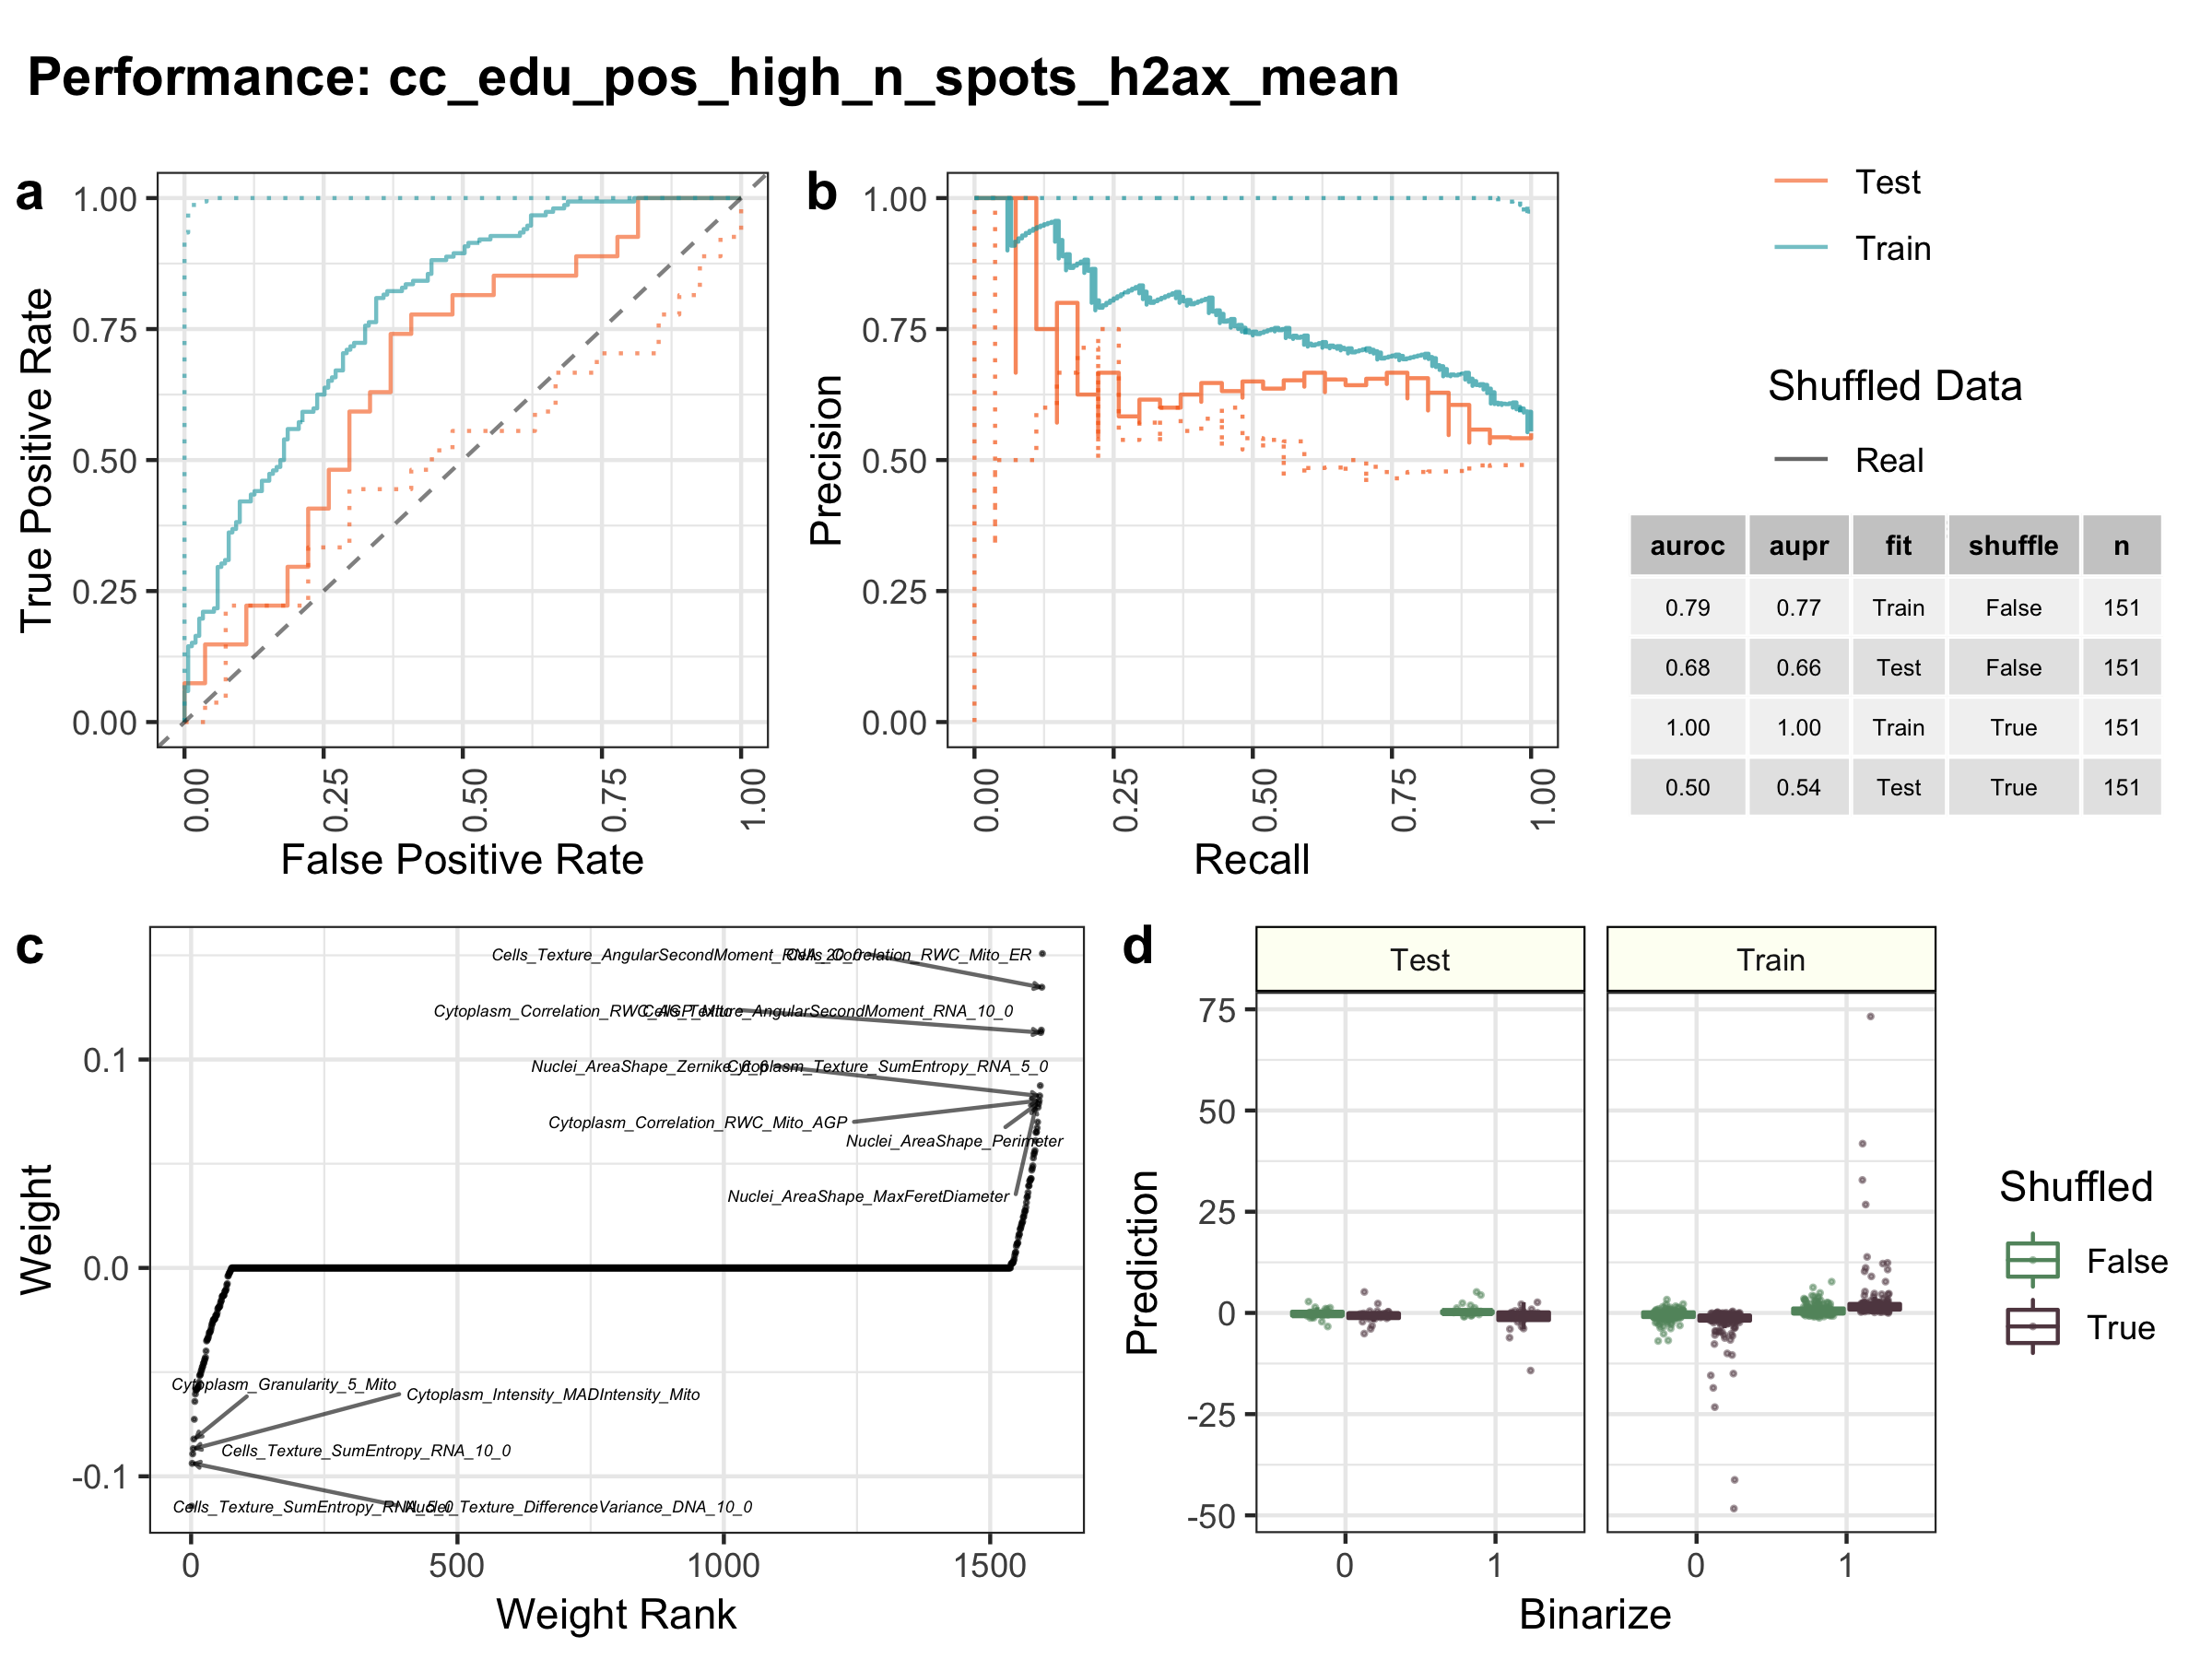 Performance: cc_edu_pos_high_n_spots_h2ax_mean
a
1.00
0.75
0.50
0.25
0.00
True Positive Rate
0.00
0.25
0.50
0.75
1.00
False Positive Rate
b
1.00
0.75
0.50
0.25
0.00
Precision
0.00
0.25
0.50
0.75
1.00
Recall
Test
Train
Shuffled Data
Real
auroc aupr fit shuffle n
0.79 0.77 Train False 151
0.68 0.66 Test False 151
1.00 1.00 Train True 151
0.50 0.54 Test True 151
c
0.1
0.0
-0.1
Weight
Cells_Texture_AngularSecondMoment_RNA_20_0
Cells_Correlation_RWC_Mito_ER
Cytoplasm_Correlation_RWC_AGP_Mito
Cells_Texture_AngularSecondMoment_RNA_10_0
Nuclei_AreaShape_Zernike_6_6
Cytoplasm_Texture_SumEntropy_RNA_5_0
Cytoplasm_Correlation_RWC_Mito_AGP
Nuclei_AreaShape_Perimeter
Nuclei_AreaShape_MaxFeretDiameter
Cytoplasm_Granularity_5_Mito
Cytoplasm_Intensity_MADIntensity_Mito
Cells_Texture_SumEntropy_RNA_10_0
Cells_Texture_SumEntropy_RNA_5_0
Nuclei_Texture_DifferenceVariance_DNA_10_0
0
500
1000
1500
Weight Rank
d
Test
Train
75
50
25
0
-25
-50
Prediction
0
1
0
1
Binarize
Shuffled
False
True